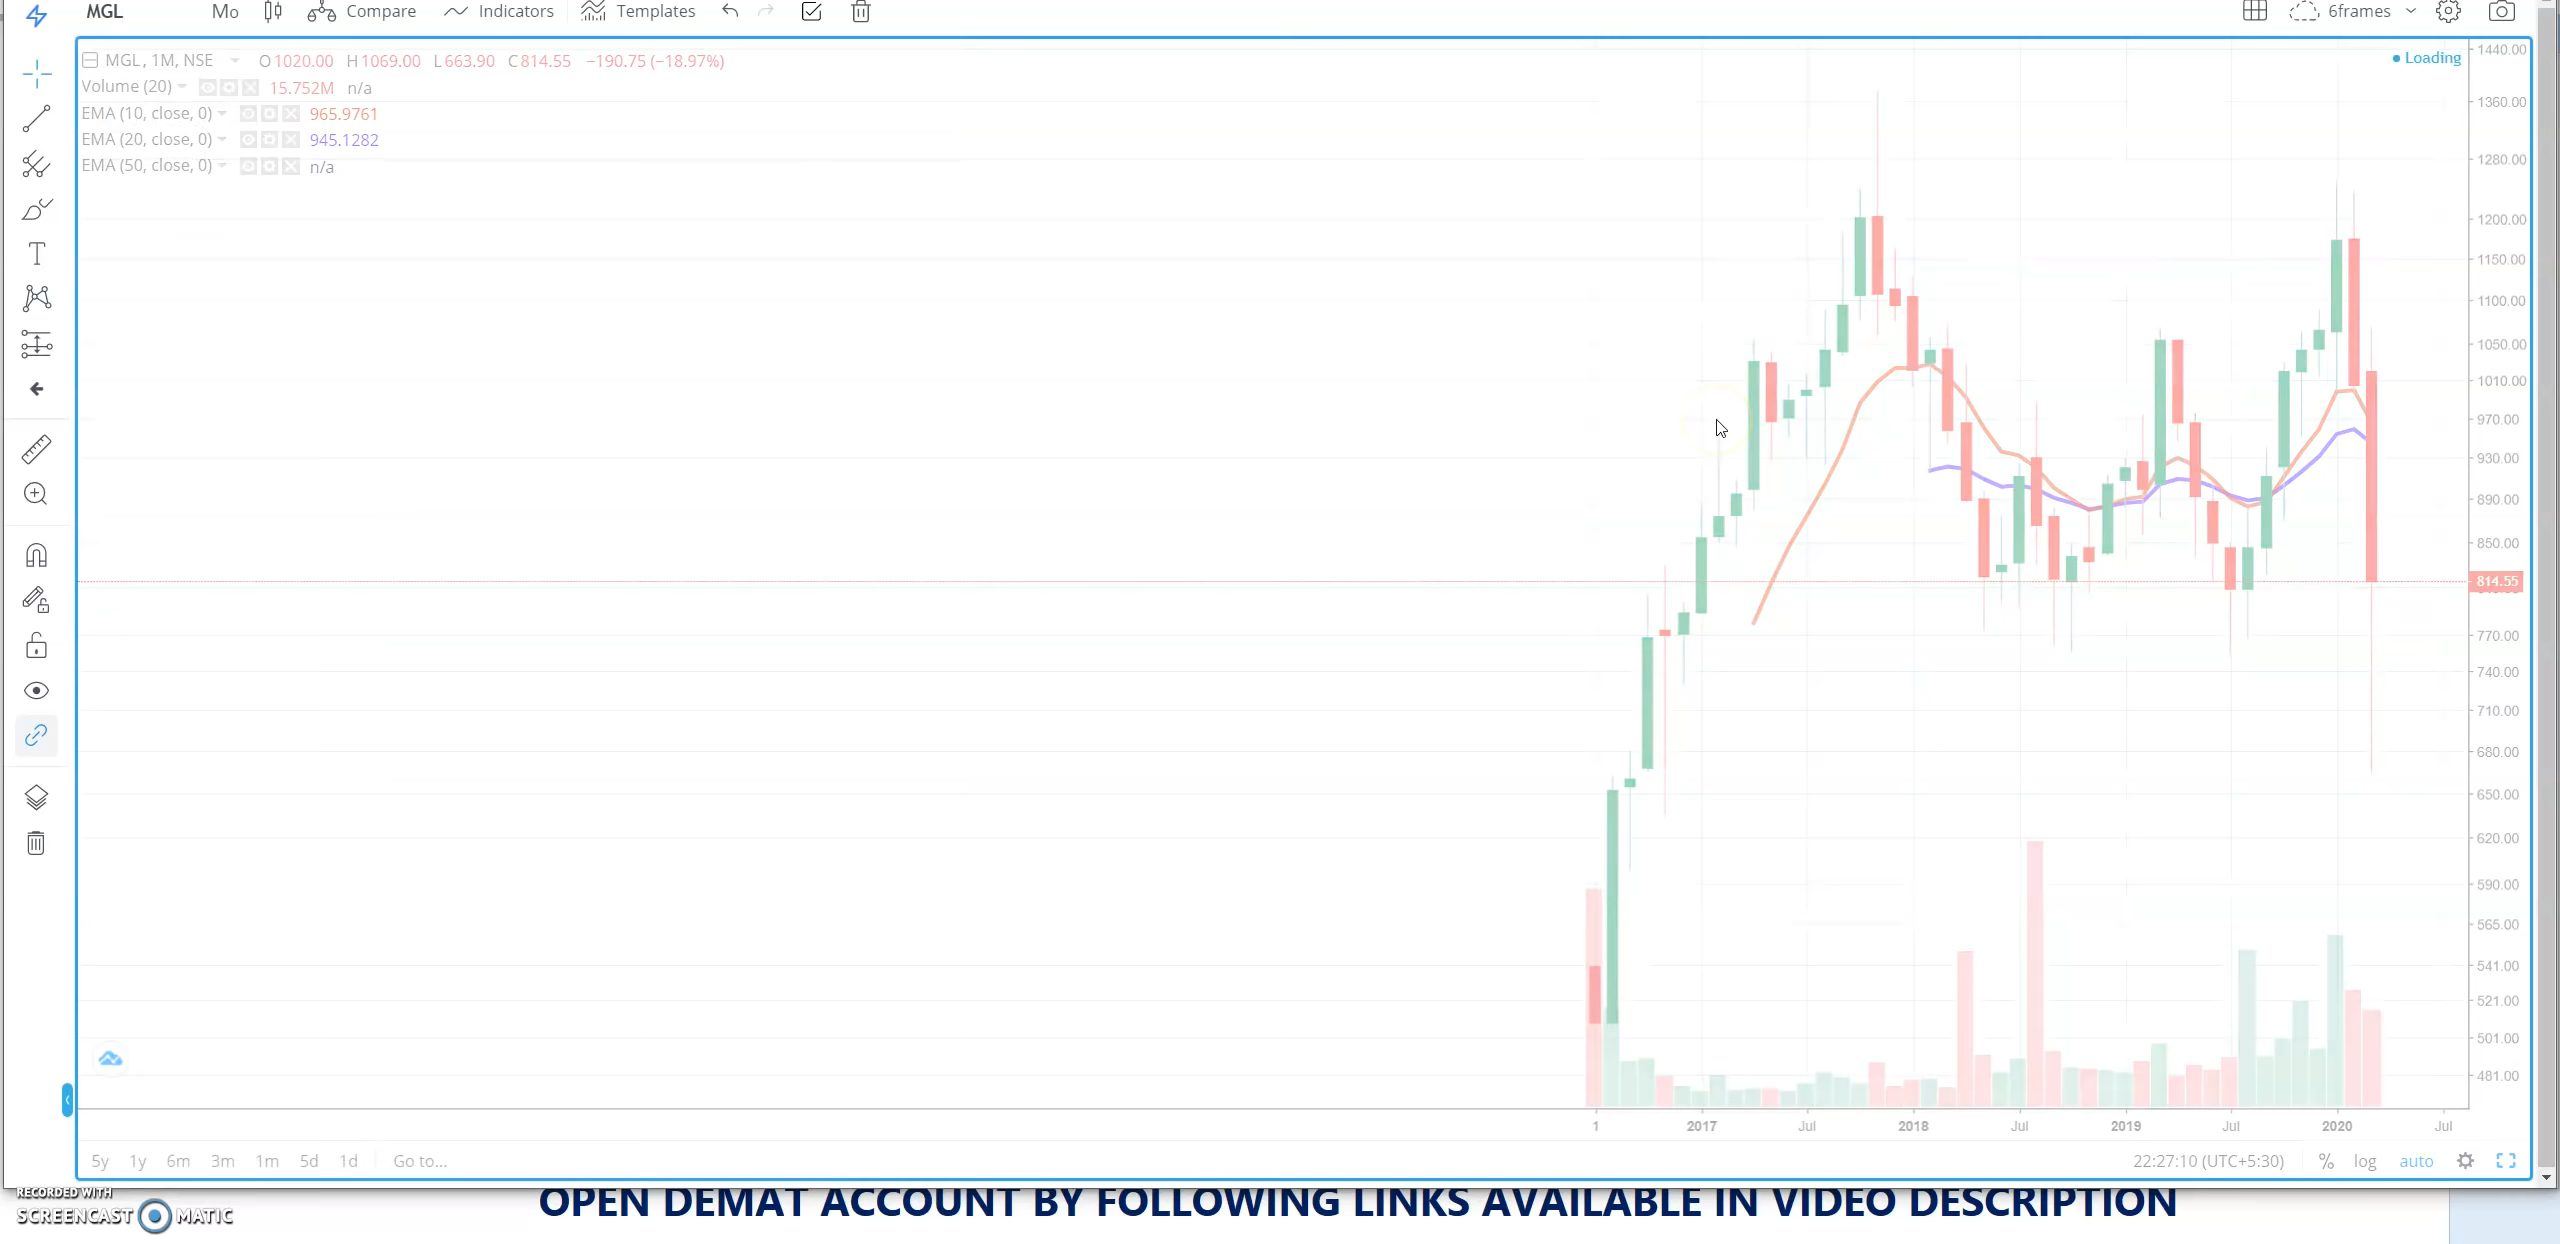 MGL Mo Compare Indicators Templates 6frames
MGL, 1M, NSE O1020.00 H1069.00 L663.90 C814.55 −190.75 (−18.97%)
Loading
Volume (20) 15.752M n/a
EMA (10, close, 0) 965.9761
EMA (20, close, 0) 945.1282
EMA (50, close, 0) n/a
1440.00
1360.00
1280.00
1200.00
1150.00
1100.00
1050.00
1010.00
970.00
930.00
890.00
850.00
814.55
770.00
740.00
710.00
680.00
650.00
620.00
590.00
565.00
541.00
521.00
501.00
481.00
1 2017 Jul 2018 Jul 2019 Jul 2020 Jul
5y 1y 6m 3m 1m 5d 1d Go to... 22:27:10 (UTC+5:30) % log auto
RECORDED WITH
SCREENCAST MATIC
OPEN DEMAT ACCOUNT BY FOLLOWING LINKS AVAILABLE IN VIDEO DESCRIPTION